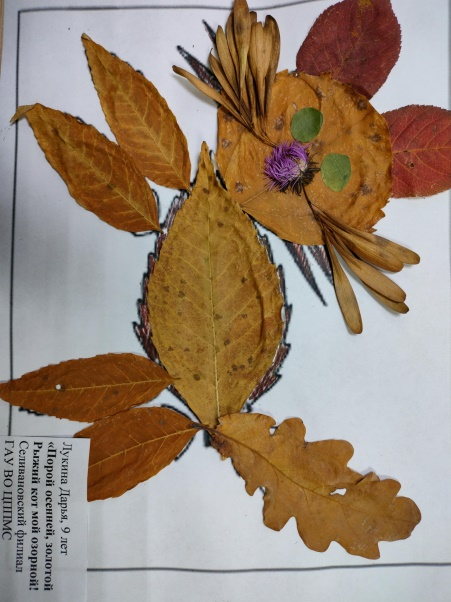 Лукина Дарья, 9 лет
«Порой осенней, золотой
Рыжий кот мой озорной!
Селивановский филиал
ГАУ ВО ЦППМС